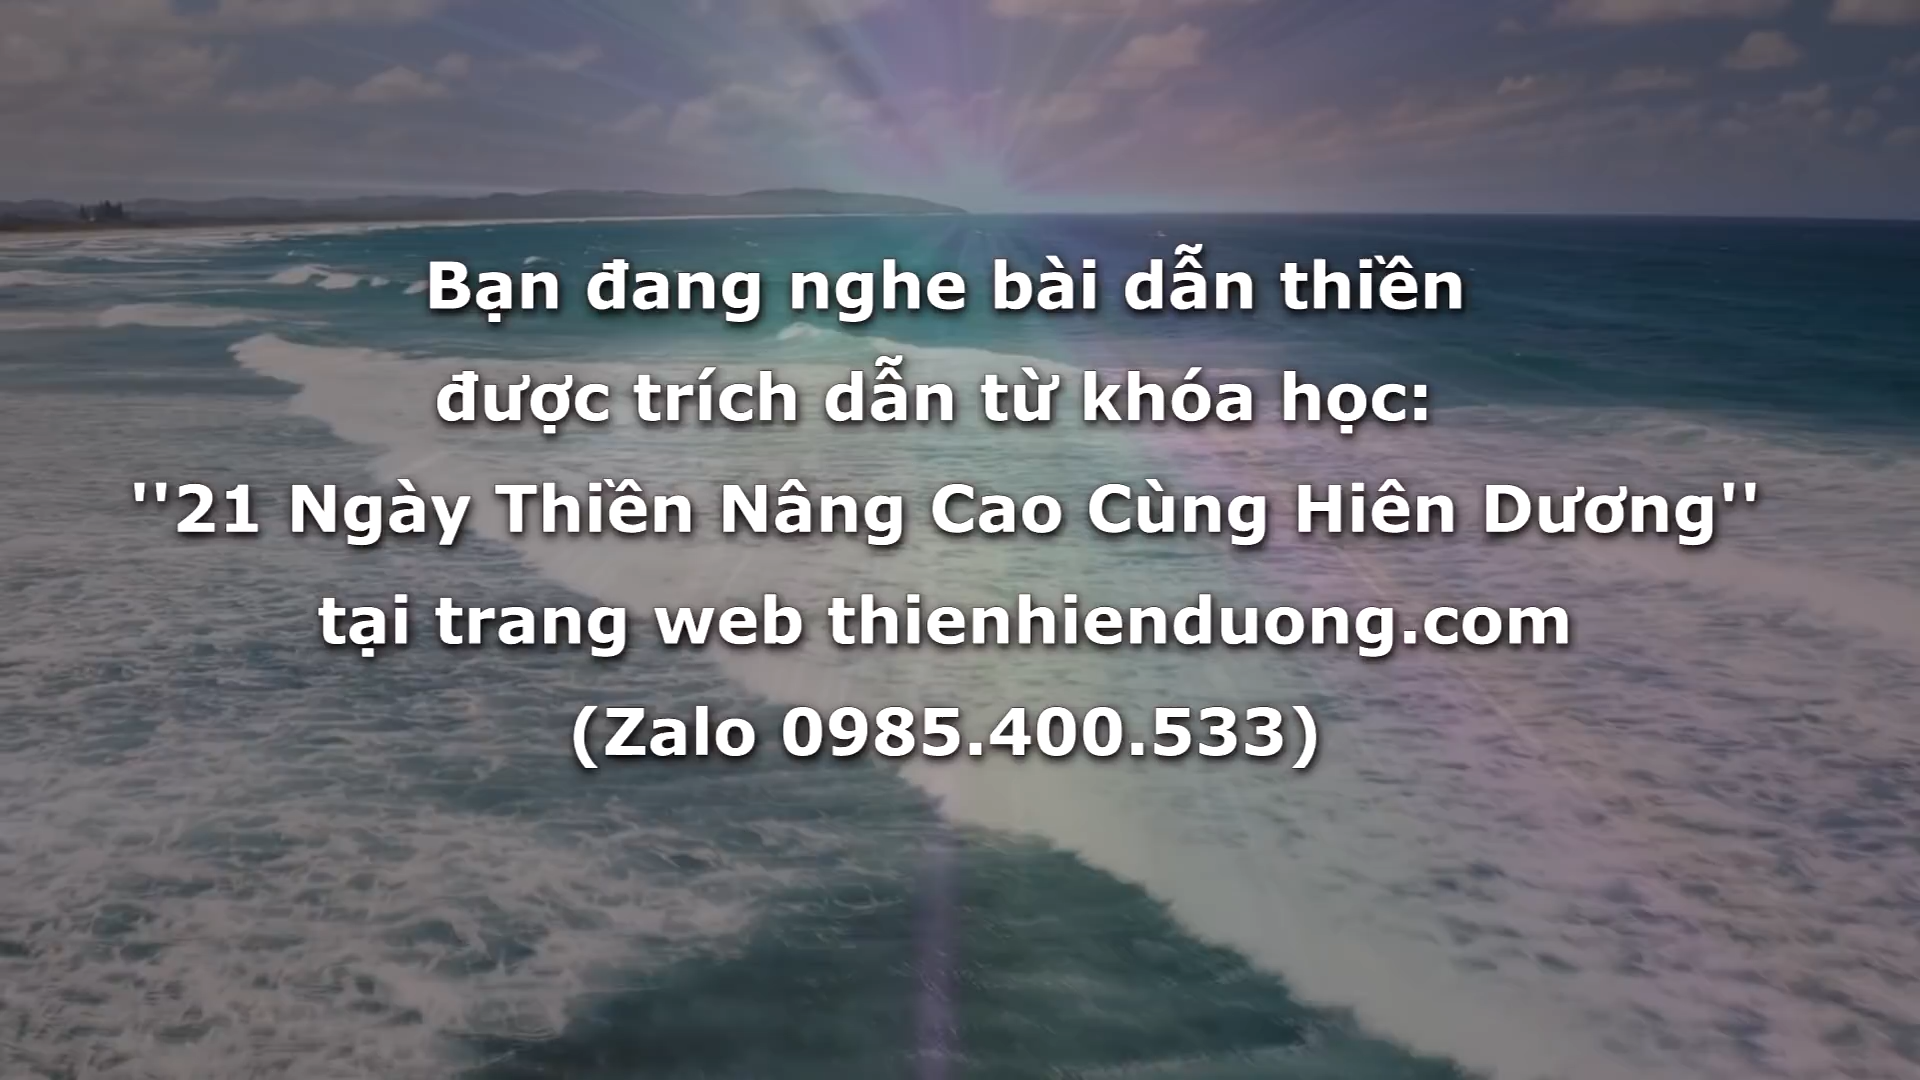 Bạn đang nghe bài dẫn thiền
được trích dẫn từ khóa học:
''21 Ngày Thiền Nâng Cao Cùng Hiên Dương''
tại trang web thienhienduong.com
(Zalo 0985.400.533)